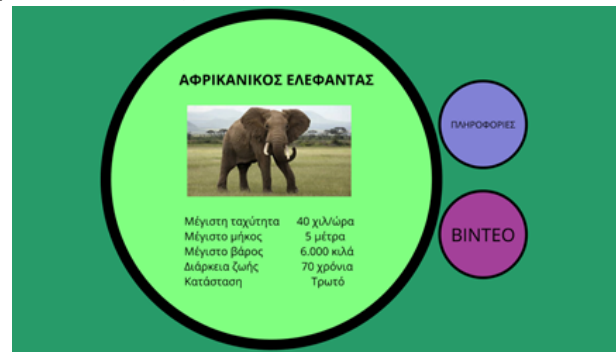 ΑΦΡΙΚΑΝΙΚΟΣ ΕΛΕΦΑΝΤΑΣ
Μέγιστη ταχύτητα 40 χιλ/ώρα
Μέγιστο μήκος 5 μέτρα
Μέγιστο βάρος 6.000 κιλά
Διάρκεια ζωής 70 χρόνια
Κατάσταση Τρωτό
ΠΛΗΡΟΦΟΡΙΕΣ
ΒΙΝΤΕΟ